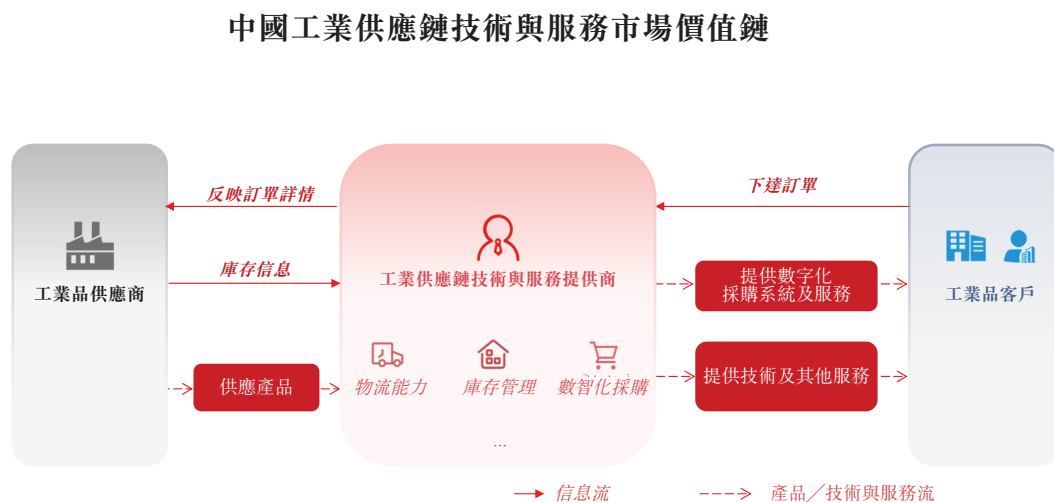 中國工業供應鏈技術與服務市場價值鏈
反映訂單詳情
下達訂單
庫存信息
工業品供應商
工業供應鏈技術與服務提供商
提供數字化
採購系統及服務
工業品客戶
供應產品
物流能力
庫存管理
數智化採購
提供技術及其他服務
...
信息流
產品／技術與服務流